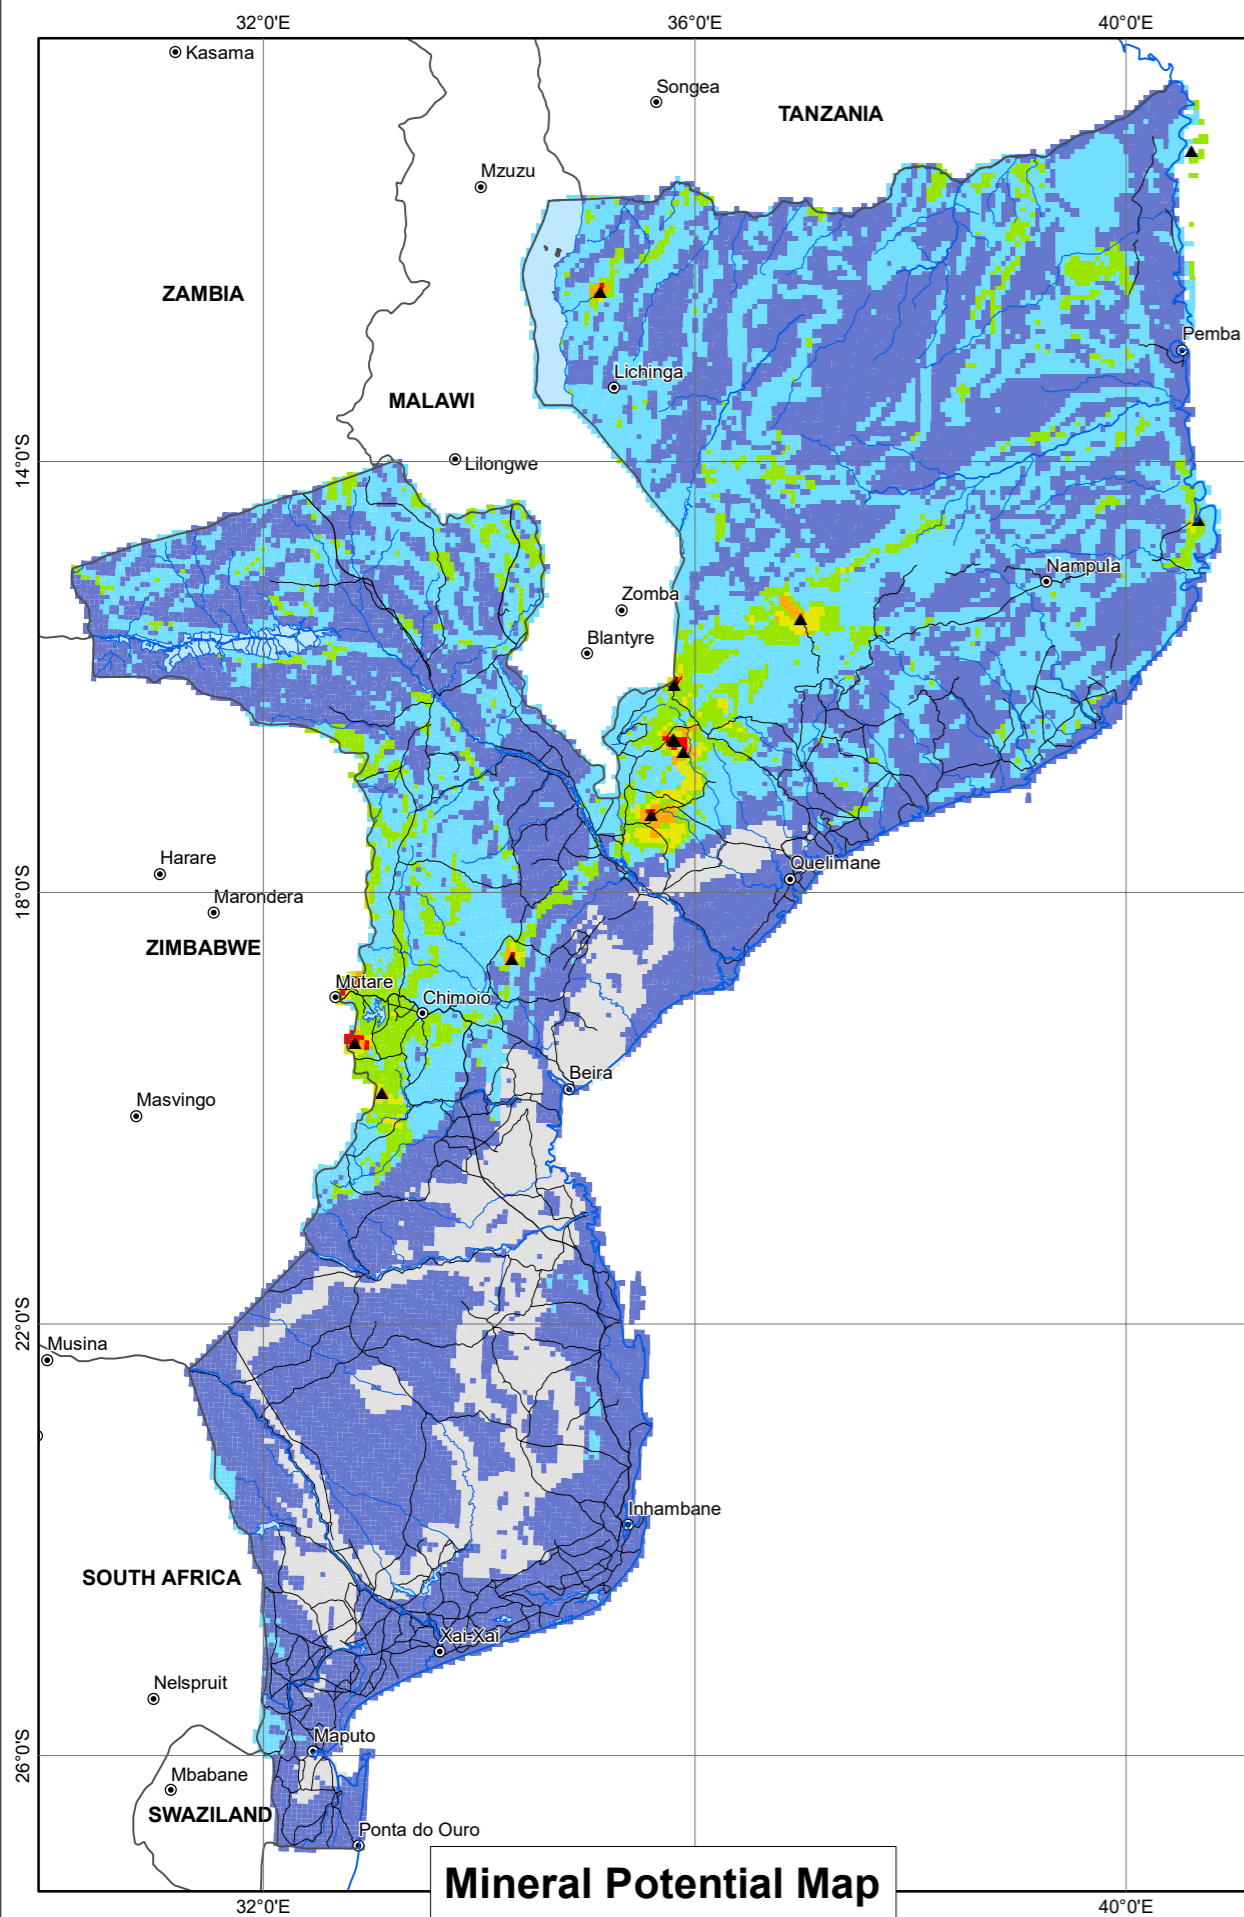 32°0'E
36°0'E
40°0'E
Kasama
Songea
TANZANIA
Mzuzu
ZAMBIA
Pemba
Lichinga
MALAWI
14°0'S
Lilongwe
Nampula
Zomba
Blantyre
Harare
Quelimane
18°0'S
Marondera
ZIMBABWE
Mutare
Chimoio
Beira
Masvingo
22°0'S
Musina
Inhambane
SOUTH AFRICA
Xai-Xai
Nelspruit
Maputo
26°0'S
Mbabane
SWAZILAND
Ponta do Ouro
Mineral Potential Map
32°0'E
40°0'E